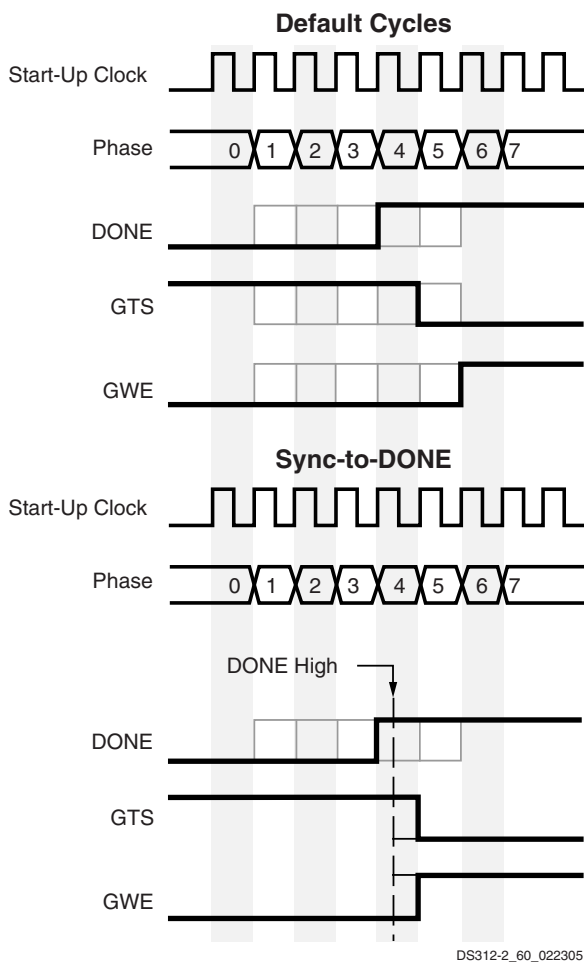 Default Cycles
Start-Up Clock
Phase
0 1 2 3 4 5 6 7
DONE
GTS
GWE
Sync-to-DONE
Start-Up Clock
Phase
0 1 2 3 4 5 6 7
DONE High
DONE
GTS
GWE
DS312-2_60_022305